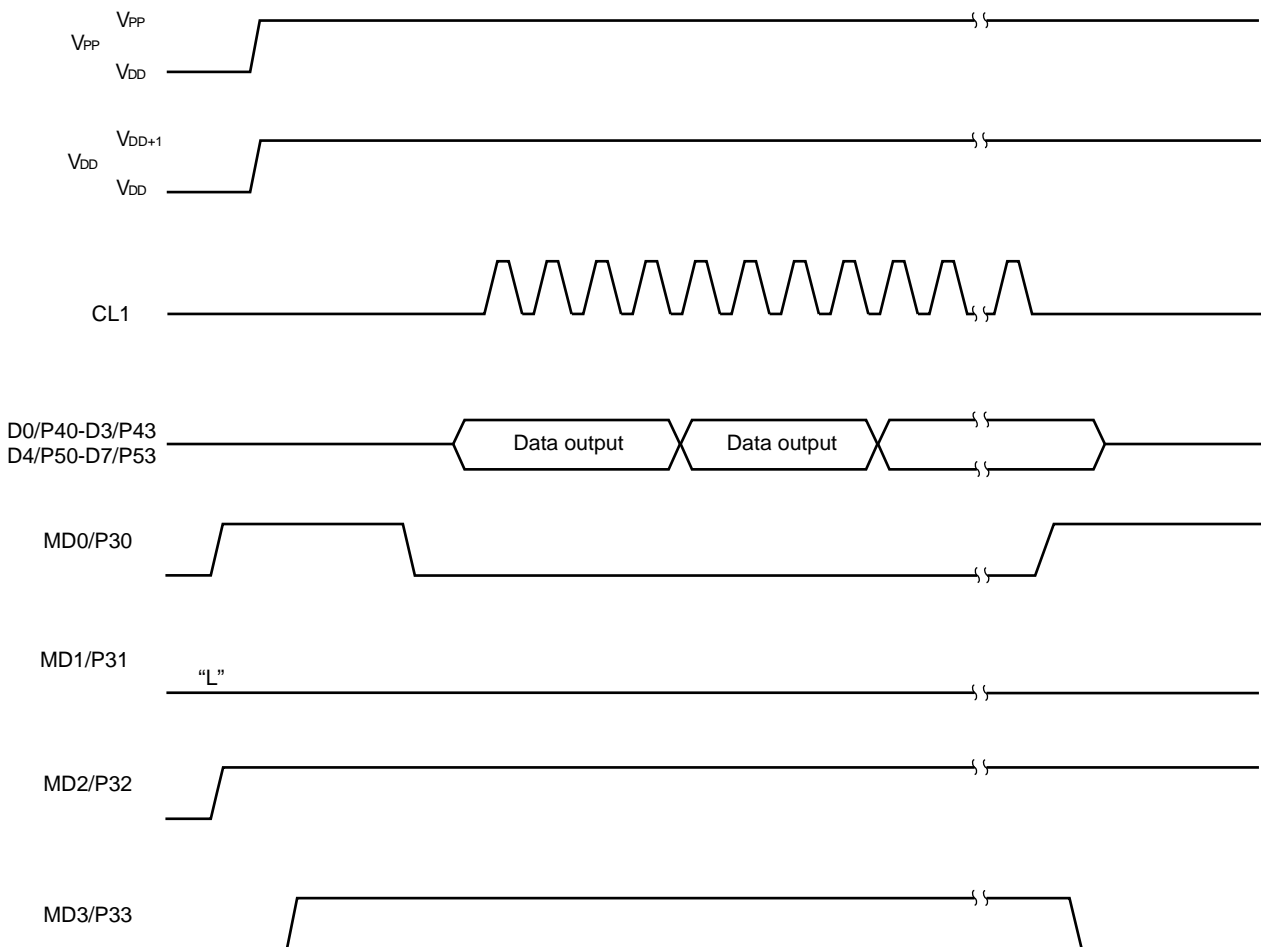 VPP
VPP
VDD
VDD+1
VDD
VDD
CL1
D0/P40-D3/P43
D4/P50-D7/P53
Data output
Data output
MD0/P30
MD1/P31
“L”
MD2/P32
MD3/P33